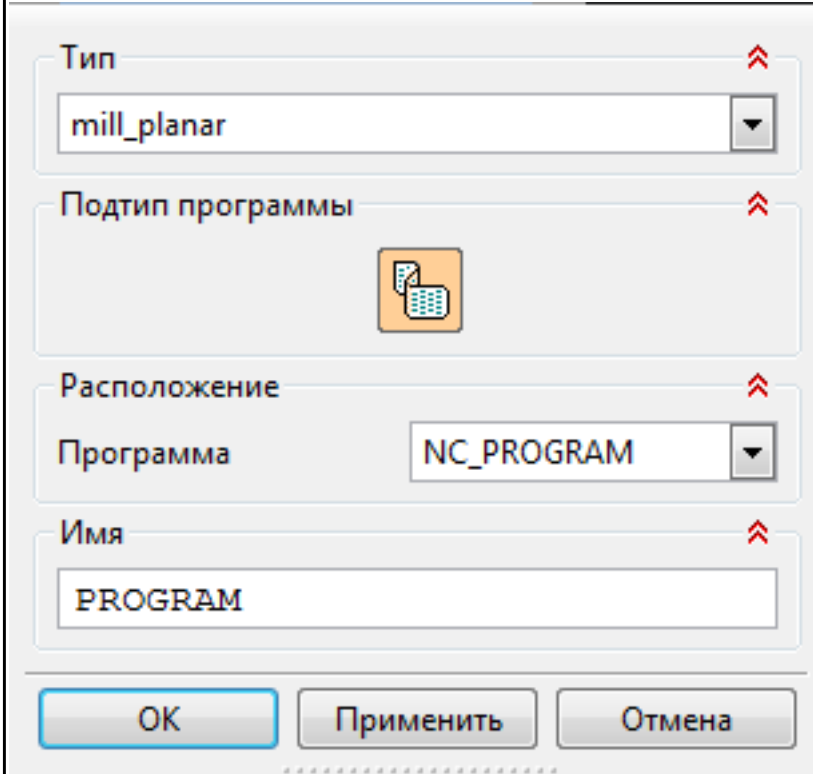 Тип
mill_planar
Подтип программы
Расположение
Программа NC_PROGRAM
Имя
PROGRAM
OK Применить Отмена